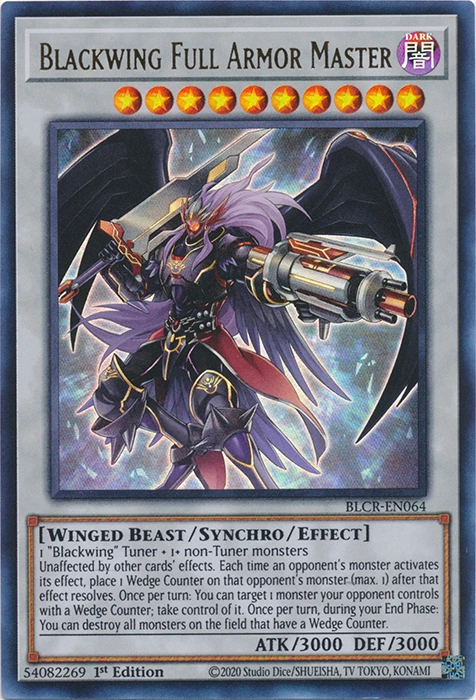 BLACKWING FULL ARMOR MASTER
DARK
闇
BLCR-EN064
[WINGED BEAST/SYNCHRO/EFFECT]
1 "Blackwing" Tuner + 1+ non-Tuner monsters
Unaffected by other cards' effects. Each time an opponent's monster activates
its effect, place 1 Wedge Counter on that opponent's monster (max. 1) after that
effect resolves. Once per turn: You can target 1 monster your opponent controls
with a Wedge Counter; take control of it. Once per turn, during your End Phase:
You can destroy all monsters on the field that have a Wedge Counter.
ATK/3000 DEF/3000
54082269 1st Edition ©2020 Studio Dice/SHUEISHA, TV TOKYO, KONAMI